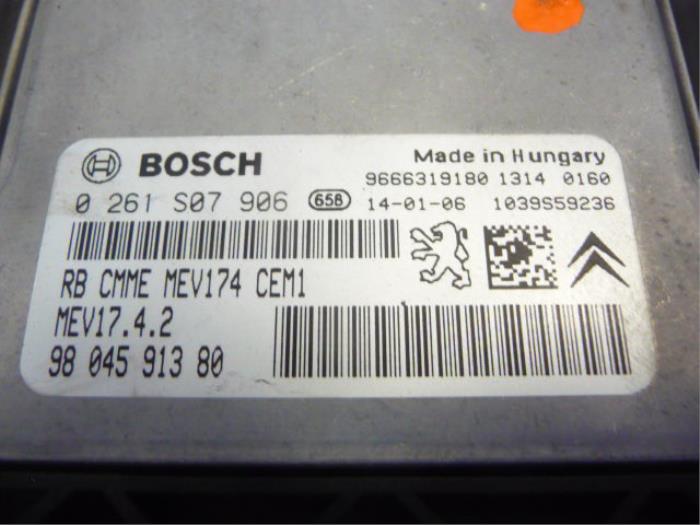 BOSCH
Made in Hungary
9666319180 1314 0160
0 261 S07 906 658 14-01-06 1039S59236
RB CMME MEV174 CEM1
MEV17.4.2
98 045 913 80